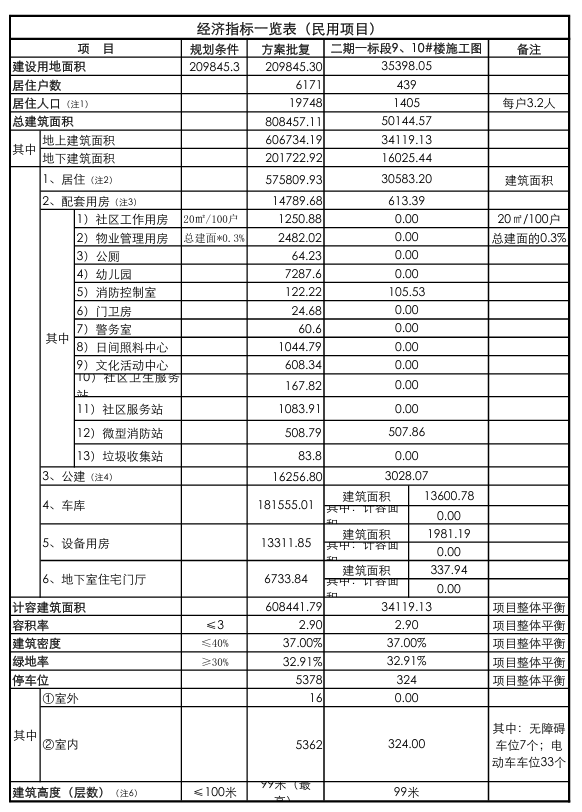 经济指标一览表（民用项目）
项 目 规划条件 方案批复 二期一标段9、10#楼施工图 备注
建设用地面积 209845.3 209845.30 35398.05
居住户数 6171 439
居住人口（注1） 19748 1405 每户3.2人
总建筑面积 808457.11 50144.57
其中
地上建筑面积 606734.19 34119.13
地下建筑面积 201722.92 16025.44
1、居住（注2） 575809.93 30583.20 建筑面积
2、配套用房（注3） 14789.68 613.39
其中
1）社区工作用房 20㎡/100户 1250.88 0.00 20㎡/100户
2）物业管理用房 总建面*0.3% 2482.02 0.00 总建面的0.3%
3）公厕 64.23 0.00
4）幼儿园 7287.6 0.00
5）消防控制室 122.22 105.53
6）门卫房 24.68 0.00
7）警务室 60.6 0.00
8）日间照料中心 1044.79 0.00
9）文化活动中心 608.34 0.00
10）社区卫生服务站 167.82 0.00
11）社区服务站 1083.91 0.00
12）微型消防站 508.79 507.86
13）垃圾收集站 83.8 0.00
3、公建（注4） 16256.80 3028.07
4、车库 181555.01 建筑面积 13600.78
其中：计容面积 0.00
5、设备用房 13311.85 建筑面积 1981.19
其中：计容面积 0.00
6、地下室住宅门厅 6733.84 建筑面积 337.94
其中：计容面积 0.00
计容建筑面积 608441.79 34119.13 项目整体平衡
容积率 ≤3 2.90 2.90 项目整体平衡
建筑密度 ≤40% 37.00% 37.00% 项目整体平衡
绿地率 ≥30% 32.91% 32.91% 项目整体平衡
停车位 5378 324 项目整体平衡
其中
①室外 16 0.00
②室内 5362 324.00 其中：无障碍
车位7个；电
动车车位33个
建筑高度（层数）（注6） ≤100米 99米（最高） 99米